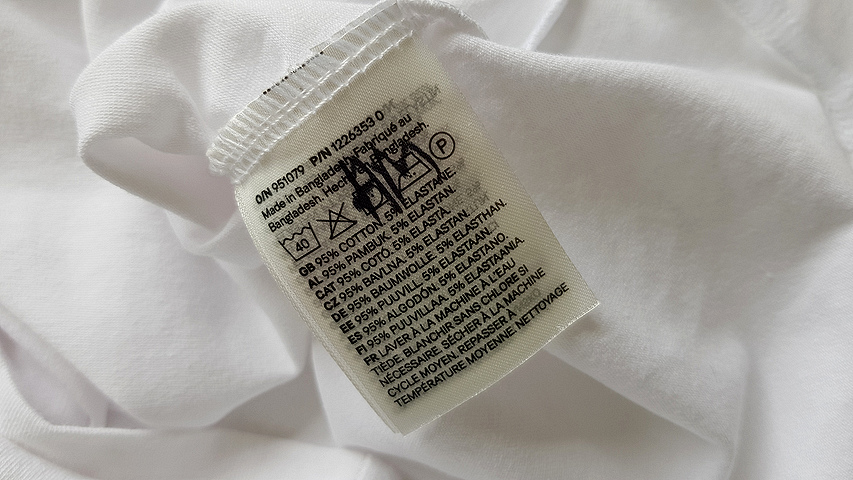 O/N 951079 P/N 1226353 0
Made in Bangladesh. Fabriqué au
Bangladesh. Hecho Bangladesh.
40 P
GB 95% COTTON, 5% ELASTANE.
AL 95% PAMBUK, 5% ELASTAN.
CAT 95% COTÓ, 5% ELASTÀ.
CZ 95% BAVLNA, 5% ELASTAN.
DE 95% BAUMWOLLE, 5% ELASTHAN.
EE 95% PUUVILL, 5% ELASTAAN.
ES 95% ALGODÓN, 5% ELASTANO.
FI 95% PUUVILLAA, 5% ELASTAANIA.
FR LAVER À LA MACHINE À L'EAU
TIÈDE, BLANCHIR SANS CHLORE SI
NÉCESSAIRE, SÉCHER À LA MACHINE
CYCLE MOYEN, REPASSER À
TEMPÉRATURE MOYENNE, NETTOYAGE